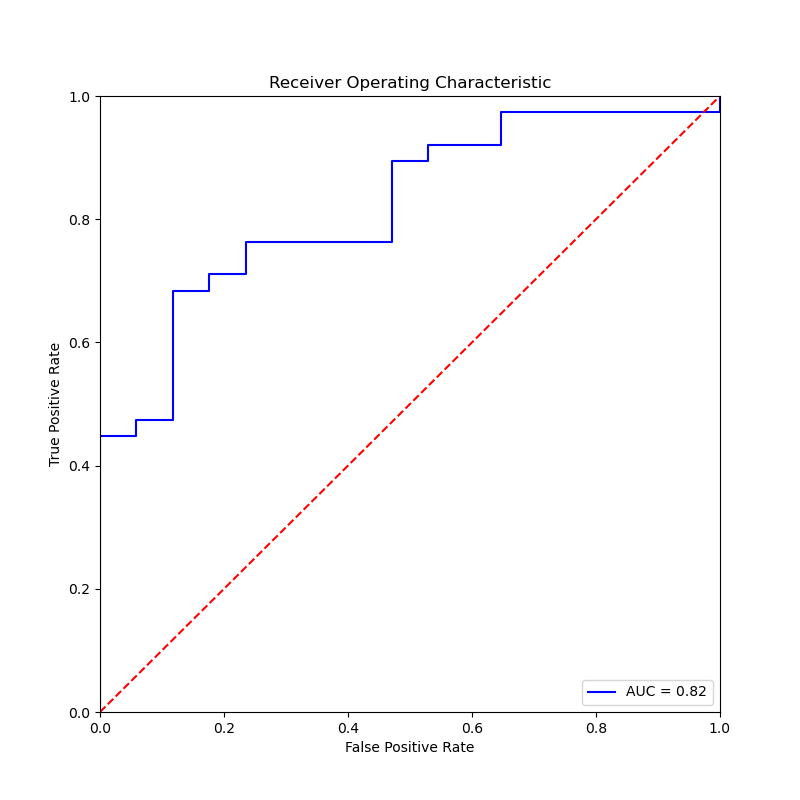 Receiver Operating Characteristic
1.0
0.8
0.6
0.4
0.2
0.0
True Positive Rate
AUC = 0.82
0.0 0.2 0.4 0.6 0.8 1.0
False Positive Rate